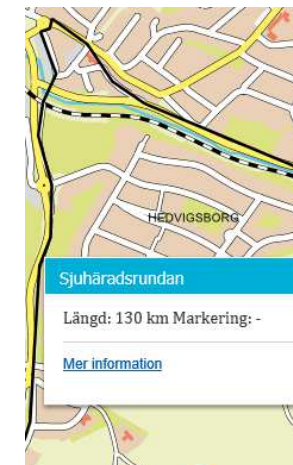 HEDVIGSBORG
Sjuhäradsrundan
Längd: 130 km Markering: -
Mer information